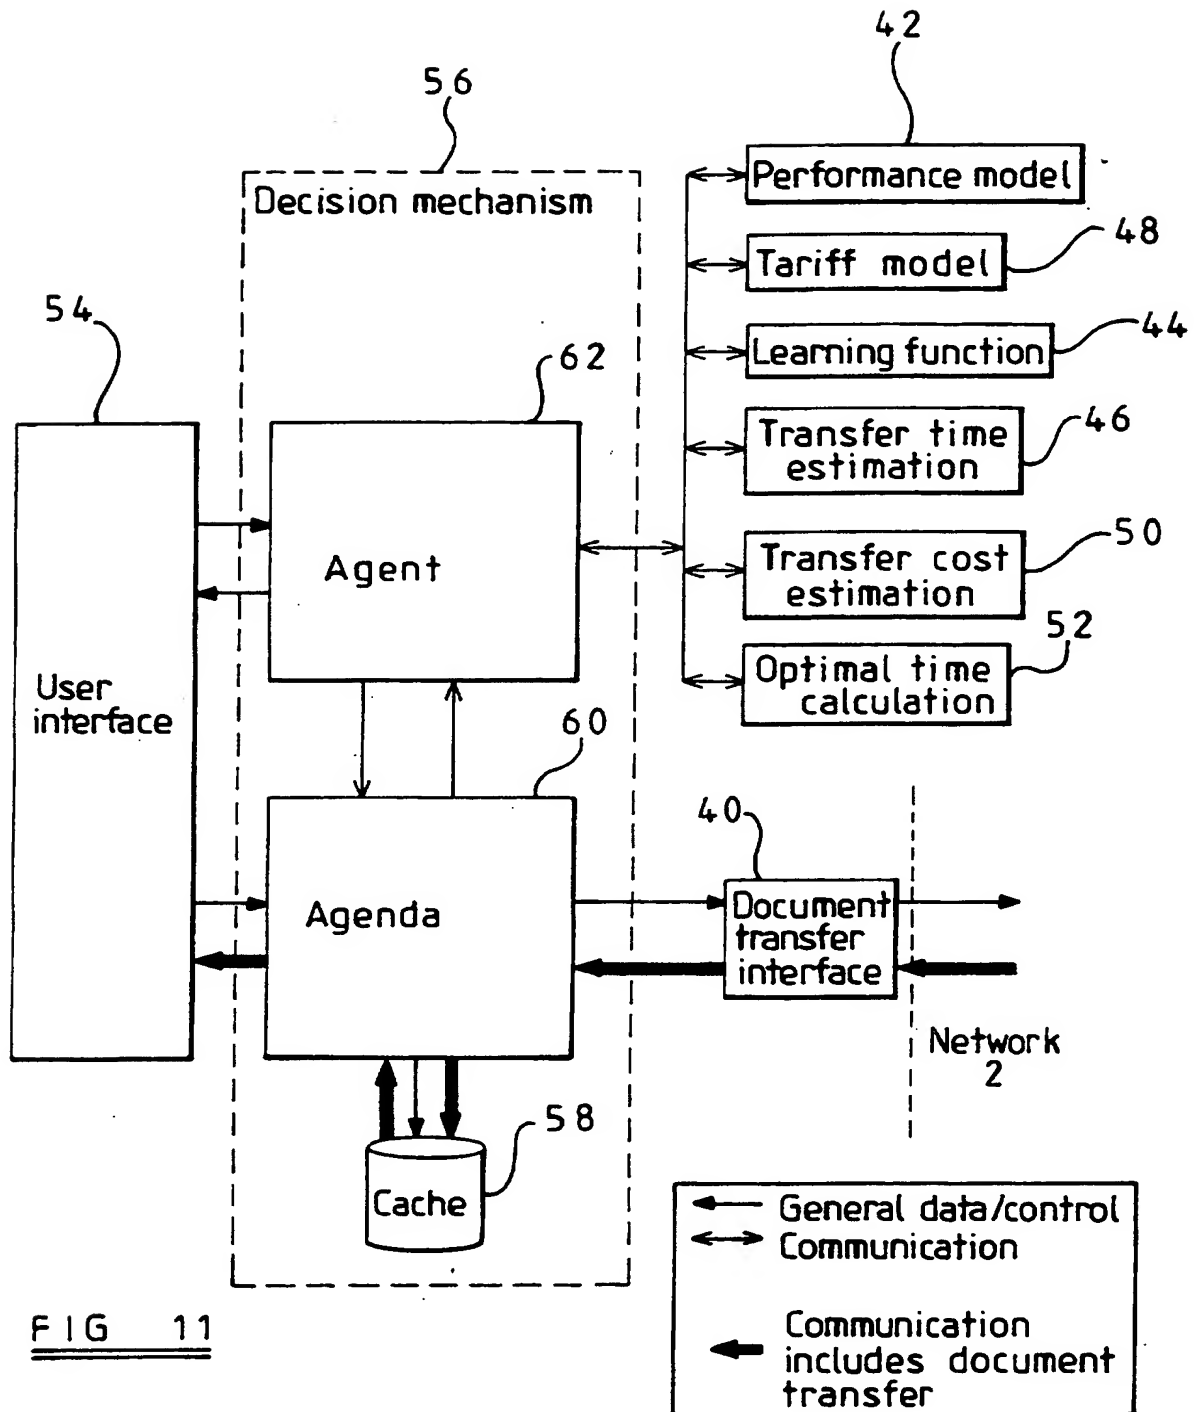 42
56
Decision mechanism
Performance model
48
Tariff model
54
44
Learning function
62
46
Transfer time
estimation
50
Transfer cost
estimation
Agent
52
Optimal time
calculation
User
interface
60
40
Document
transfer
interface
Agenda
Network
2
58
Cache
General data/control
Communication
Communication
includes document
transfer
FIG 11